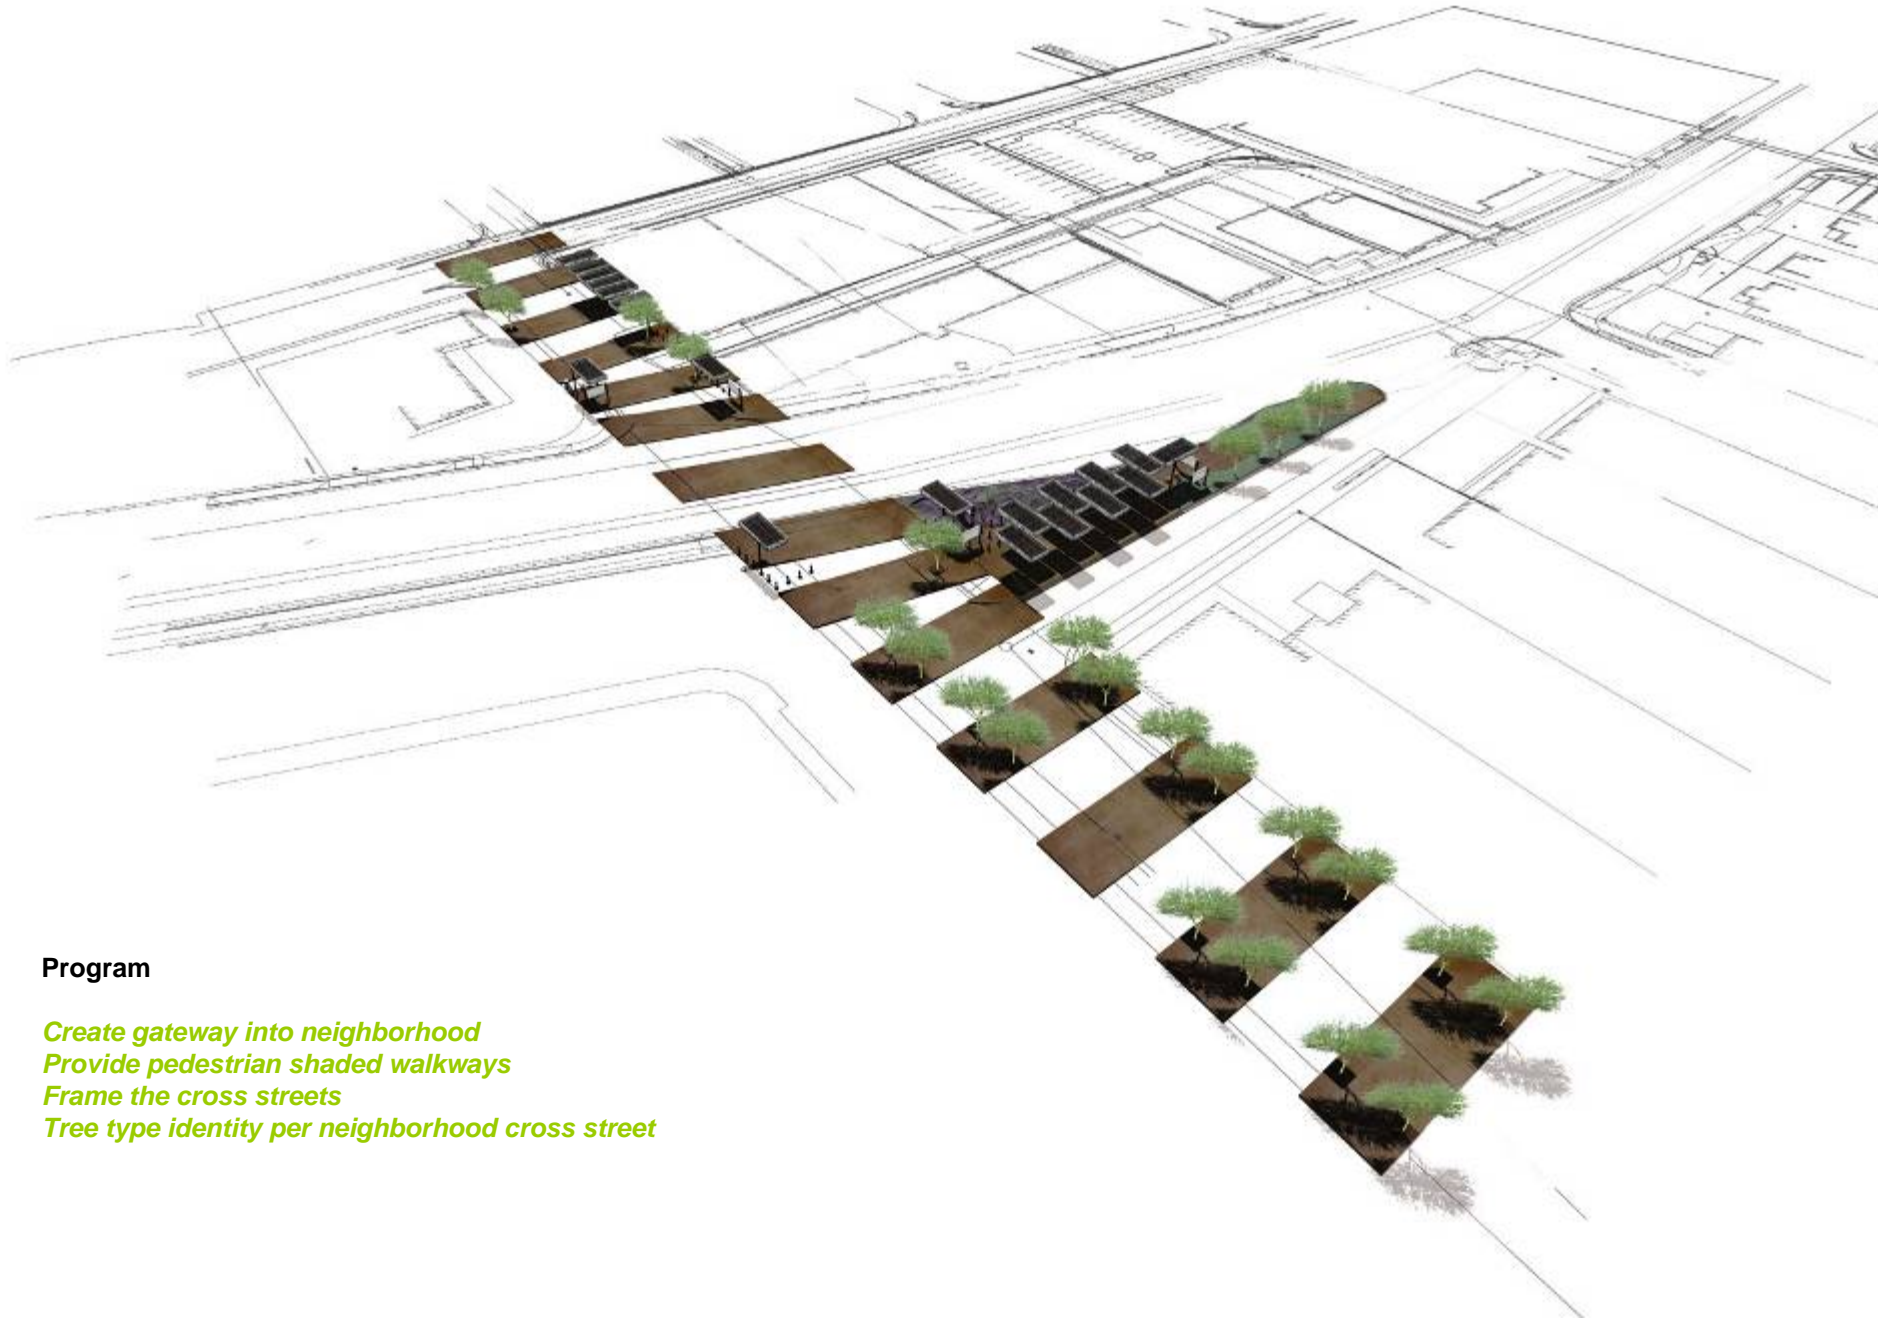 Program
Create gateway into neighborhood
Provide pedestrian shaded walkways
Frame the cross streets
Tree type identity per neighborhood cross street